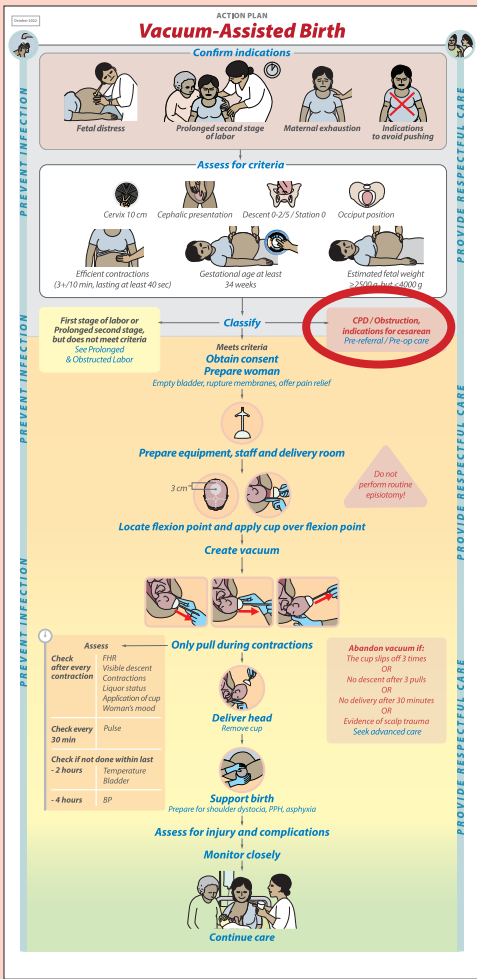 October 2022
ACTION PLAN
Vacuum-Assisted Birth
PREVENT INFECTION
PROVIDE RESPECTFUL CARE
Confirm indications
Fetal distress
Prolonged second stage
of labor
Maternal exhaustion
Indications
to avoid pushing
Assess for criteria
Cervix 10 cm
Cephalic presentation
Descent 0-2/5 / Station 0
Occiput position
Efficient contractions
(3+/10 min, lasting at least 40 sec)
Gestational age at least
34 weeks
Estimated fetal weight
≥2500 g but <4000 g
First stage of labor or
Prolonged second stage,
but does not meet criteria
See Prolonged
& Obstructed Labor
Classify
CPD / Obstruction,
indications for cesarean
Pre-referral / Pre-op care
Meets criteria
Obtain consent
Prepare woman
Empty bladder, rupture membranes, offer pain relief
PREVENT INFECTION
PROVIDE RESPECTFUL CARE
Prepare equipment, staff and delivery room
3 cm
Do not
perform routine
episiotomy!
Locate flexion point and apply cup over flexion point
Create vacuum
PREVENT INFECTION
PROVIDE RESPECTFUL CARE
Only pull during contractions
Assess
Check
after every
contraction
FHR
Visible descent
Contractions
Liquor status
Application of cup
Woman's mood
Check every
30 min
Pulse
Check if not done within last
- 2 hours
Temperature
Bladder
- 4 hours
BP
Abandon vacuum if:
The cup slips off 3 times
OR
No descent after 3 pulls
OR
No delivery after 30 minutes
OR
Evidence of scalp trauma
Seek advanced care
Deliver head
Remove cup
Support birth
Prepare for shoulder dystocia, PPH, asphyxia
Assess for injury and complications
Monitor closely
Continue care